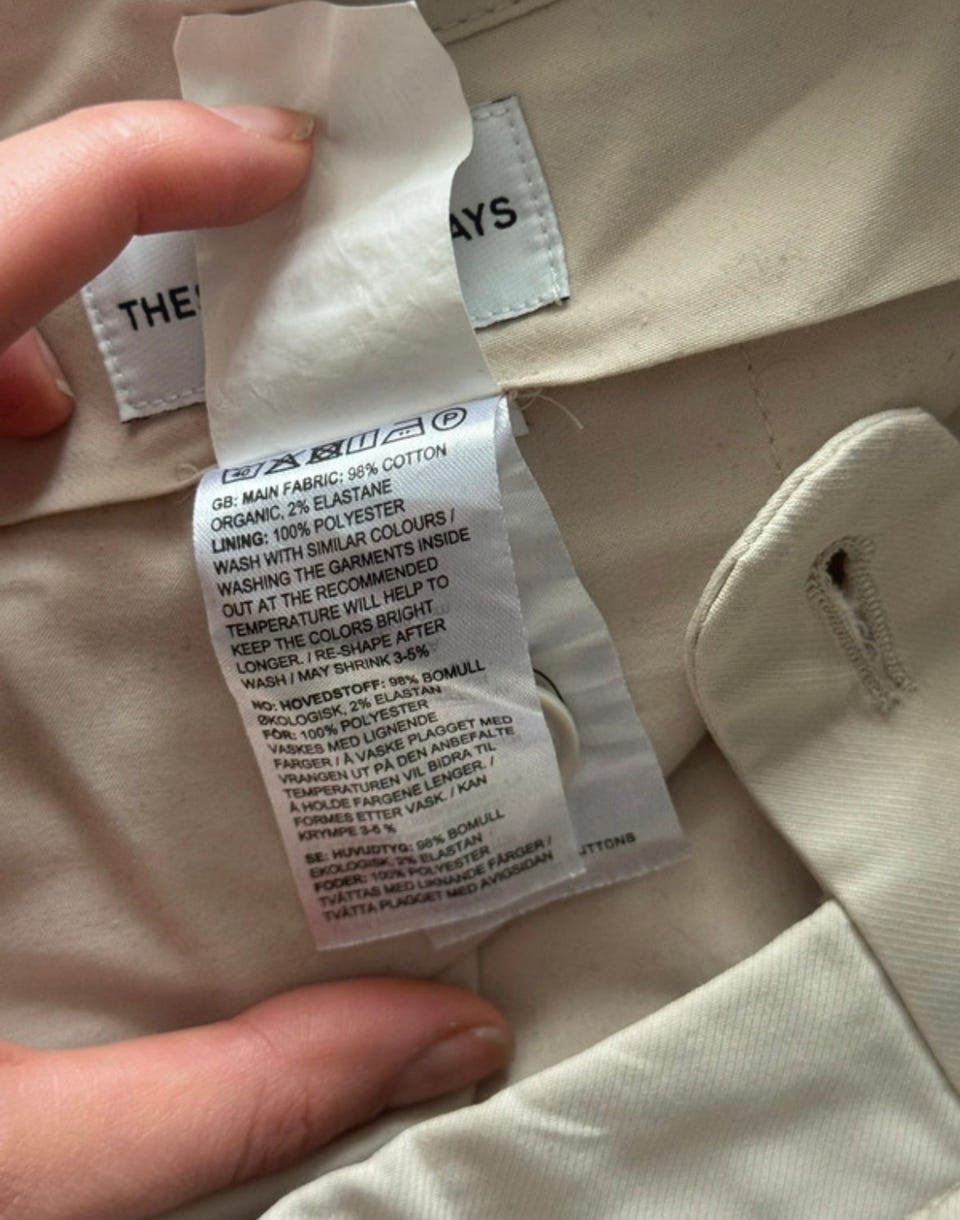 AYS
THES
40 P
GB: MAIN FABRIC: 98% COTTON
ORGANIC, 2% ELASTANE
LINING: 100% POLYESTER
WASH WITH SIMILAR COLOURS /
WASHING THE GARMENTS INSIDE
OUT AT THE RECOMMENDED
TEMPERATURE WILL HELP TO
KEEP THE COLORS BRIGHT
LONGER. / RE-SHAPE AFTER
WASH / MAY SHRINK 3-5%
NO: HOVEDSTOFF: 98% BOMULL
ØKOLOGISK, 2% ELASTAN
FÔR: 100% POLYESTER
VASKES MED LIGNENDE
FARGER / Å VASKE PLAGGET MED
VRANGEN UT PÅ DEN ANBEFALTE
TEMPERATUREN VIL BIDRA TIL
Å HOLDE FARGENE LENGER. /
FORMES ETTER VASK. / KAN
KRYMPE 3-5 %
SE: HUVUDTYG: 98% BOMULL
EKOLOGISK, 2% ELASTAN
FODER: 100% POLYESTER
TVÄTTAS MED LIKNANDE FÄRGER /
TVÄTTA PLAGGET MED AVIGSIDAN
UTTONS